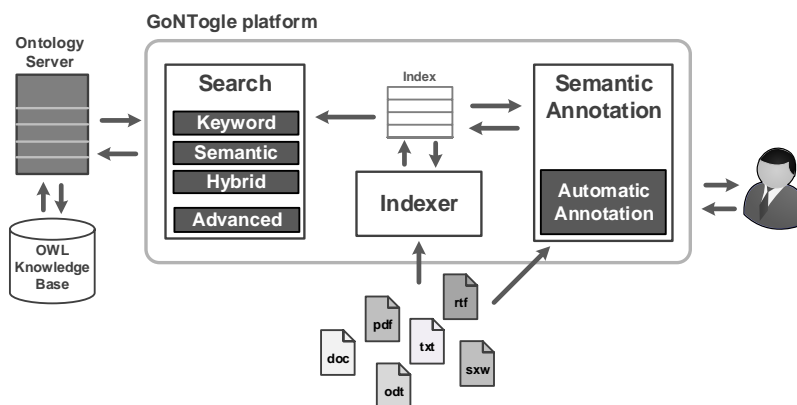 GoNTogle platform
Ontology
Server
Search
Keyword
Semantic
Hybrid
Advanced
Index
Indexer
Semantic
Annotation
Automatic
Annotation
OWL
Knowledge
Base
rtf
pdf
txt
doc
sxw
odt